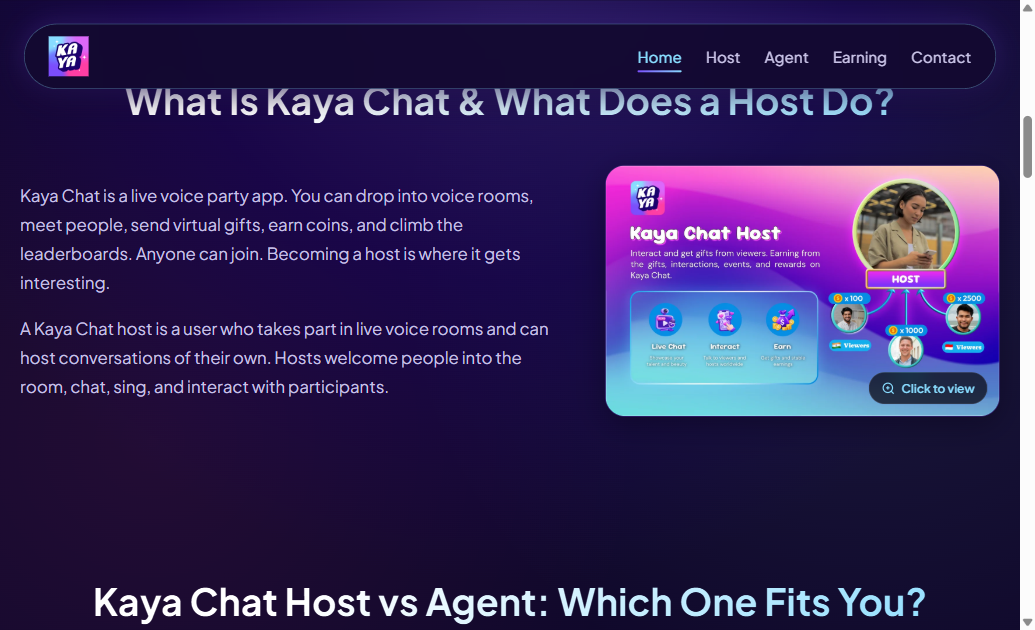 KAYA
Home
Host
Agent
Earning
Contact
What Is Kaya Chat & What Does a Host Do?
Kaya Chat is a live voice party app. You can drop into voice rooms,
meet people, send virtual gifts, earn coins, and climb the
leaderboards. Anyone can join. Becoming a host is where it gets
interesting.
A Kaya Chat host is a user who takes part in live voice rooms and can
host conversations of their own. Hosts welcome people into the
room, chat, sing, and interact with participants.
KAYA
Kaya Chat Host
Interact and get gifts from viewers. Earning from
the gifts, interactions, events, and rewards on
Kaya Chat.
Live Chat
Interact
Earn
HOST
x 100
x 2500
x 1000
Viewers
Viewers
Click to view
Kaya Chat Host vs Agent: Which One Fits You?